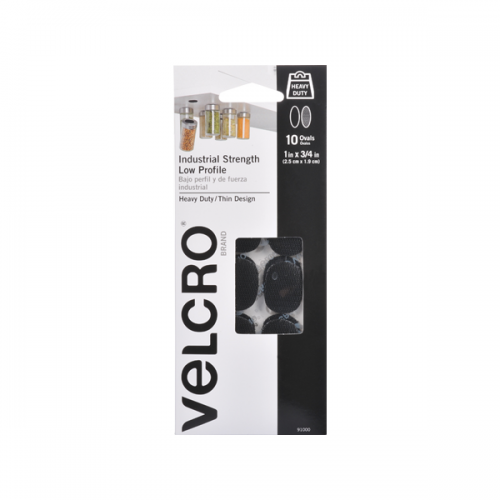 HEAVY
DUTY
10 Ovals
1 in X 3/4 in
(2.5 cm x 1.9 cm)
Industrial Strength
Low Profile
Bajo perfil y de fuerza
industrial
Heavy Duty/Thin Design
VELCRO®
BRAND
91000